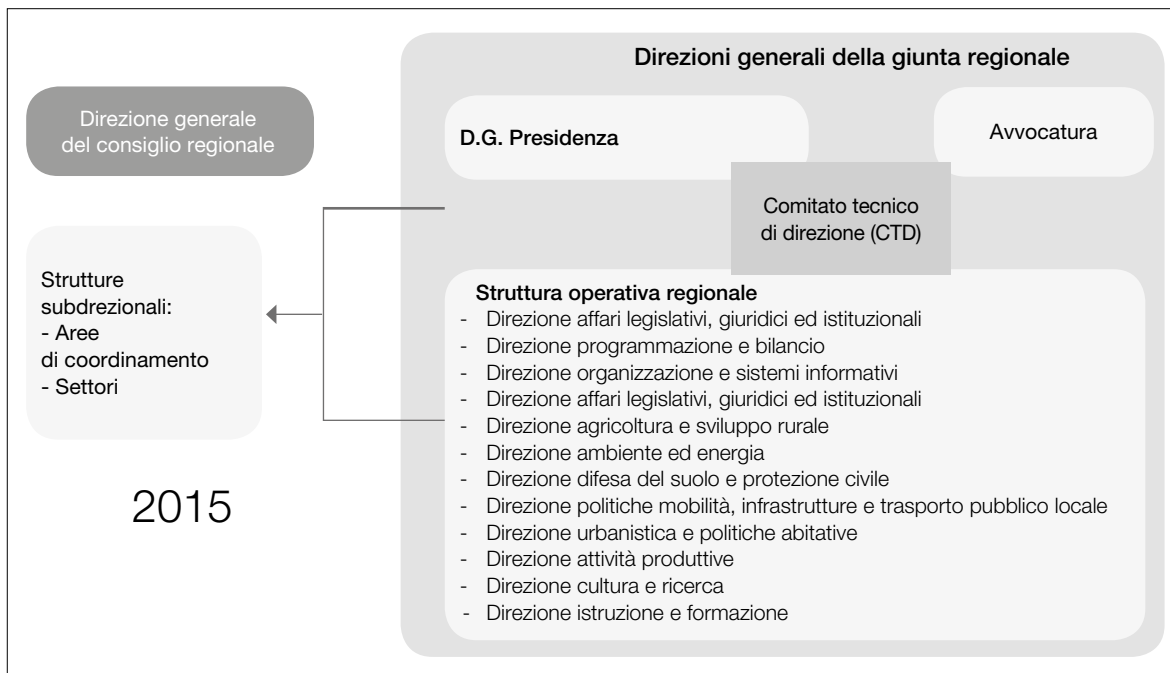 Direzioni generali della giunta regionale
Direzione generale
del consiglio regionale
D.G. Presidenza
Avvocatura
Comitato tecnico
di direzione (CTD)
Strutture
subdrezionali:
- Aree
di coordinamento
- Settori
2015
Struttura operativa regionale
- Direzione affari legislativi, giuridici ed istituzionali
- Direzione programmazione e bilancio
- Direzione organizzazione e sistemi informativi
- Direzione affari legislativi, giuridici ed istituzionali
- Direzione agricoltura e sviluppo rurale
- Direzione ambiente ed energia
- Direzione difesa del suolo e protezione civile
- Direzione politiche mobilità, infrastrutture e trasporto pubblico locale
- Direzione urbanistica e politiche abitative
- Direzione attività produttive
- Direzione cultura e ricerca
- Direzione istruzione e formazione